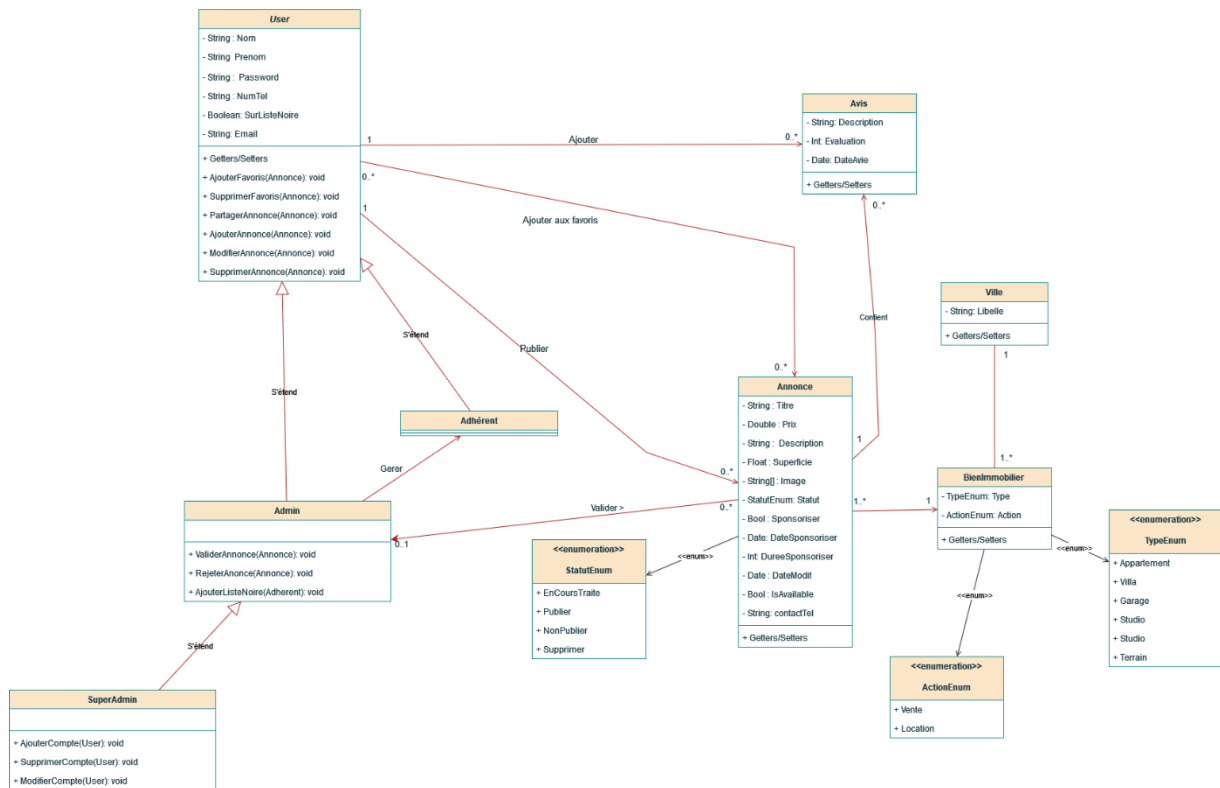 User
- String : Nom
- String Prenom
- String : Password
- String : NumTel
- Boolean: SurListeNoire
- String: Email
+ Getters/Setters
+ AjouterFavoris(Annonce): void
+ SupprimerFavoris(Annonce): void
+ PartagerAnnonce(Annonce): void
+ AjouterAnnonce(Annonce): void
+ ModifierAnnonce(Annonce): void
+ SupprimerAnnonce(Annonce): void
1
Ajouter
0..*
0..*
1
Ajouter aux favoris
0..*
Avis
- String: Description
- Int: Evaluation
- Date: DateAvie
+ Getters/Setters
0..*
Contient
1
Ville
- String: Libelle
+ Getters/Setters
1
1..*
S'étend
S'étend
Publier
0..*
Adhérent
Gerer
Annonce
- String : Titre
- Double : Prix
- String : Description
- Float : Superficie
- String[] : Image
- StatutEnum: Statut
- Bool : Sponsoriser
- Date: DateSponsoriser
- Int: DureeSponsoriser
- Date : DateModif
- Bool : IsAvailable
- String: contactTel
+ Getters/Setters
1..*
1
BienImmobilier
- TypeEnum: Type
- ActionEnum: Action
+ Getters/Setters
Admin
+ ValiderAnnonce(Annonce): void
+ RejeterAnonce(Annonce): void
+ AjouterListeNoire(Adherent): void
0..1
Valider >
0..*
<<enum>>
<<enumeration>>
StatutEnum
+ EnCoursTraite
+ Publier
+ NonPublier
+ Supprimer
<<enum>>
<<enumeration>>
TypeEnum
+ Appartement
+ Villa
+ Garage
+ Studio
+ Studio
+ Terrain
<<enum>>
<<enumeration>>
ActionEnum
+ Vente
+ Location
S'étend
SuperAdmin
+ AjouterCompte(User): void
+ SupprimerCompte(User): void
+ ModifierCompte(User): void